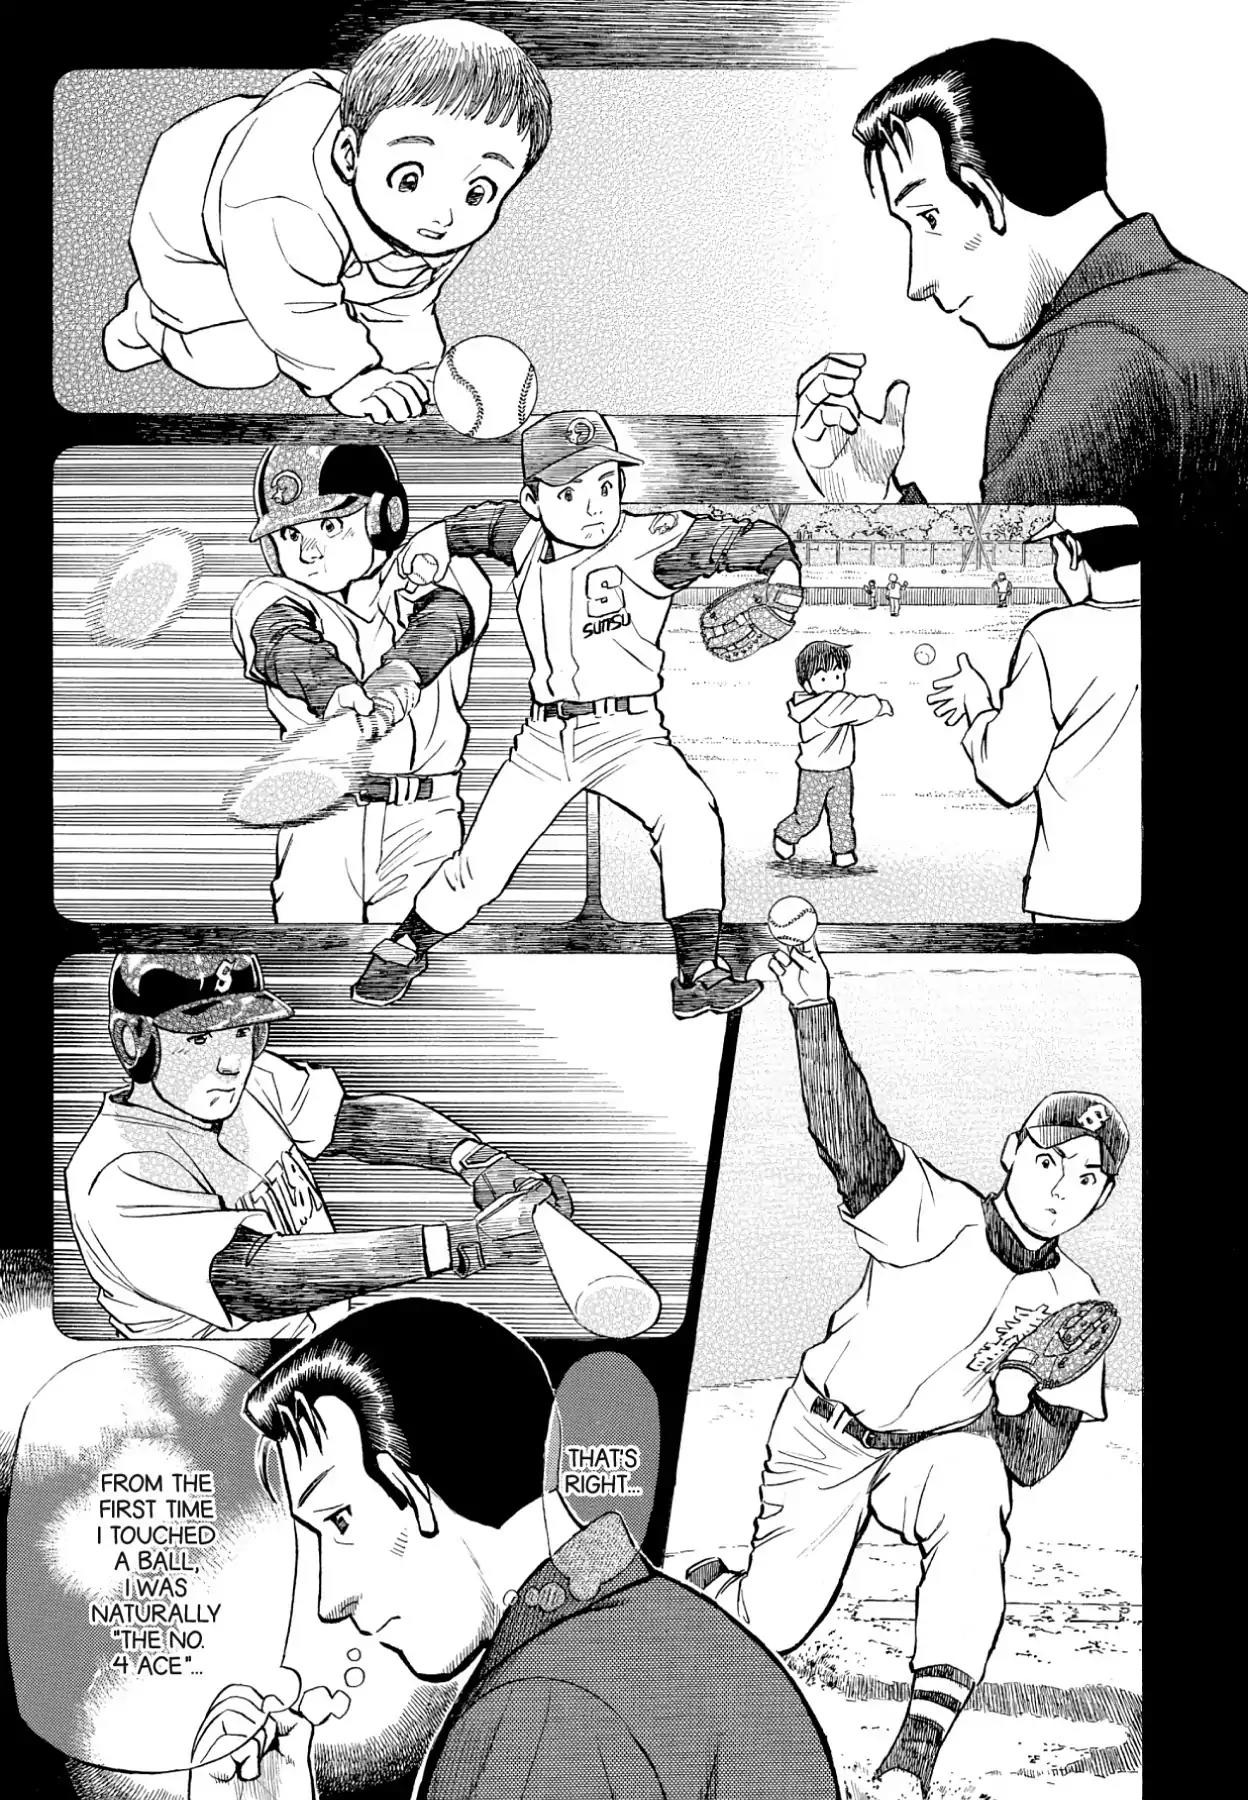 S
SUITSU
B
B
THAT'S
RIGHT...
FROM THE
FIRST TIME
I TOUCHED
A BALL,
I WAS
NATURALLY
"THE NO.
4 ACE"...